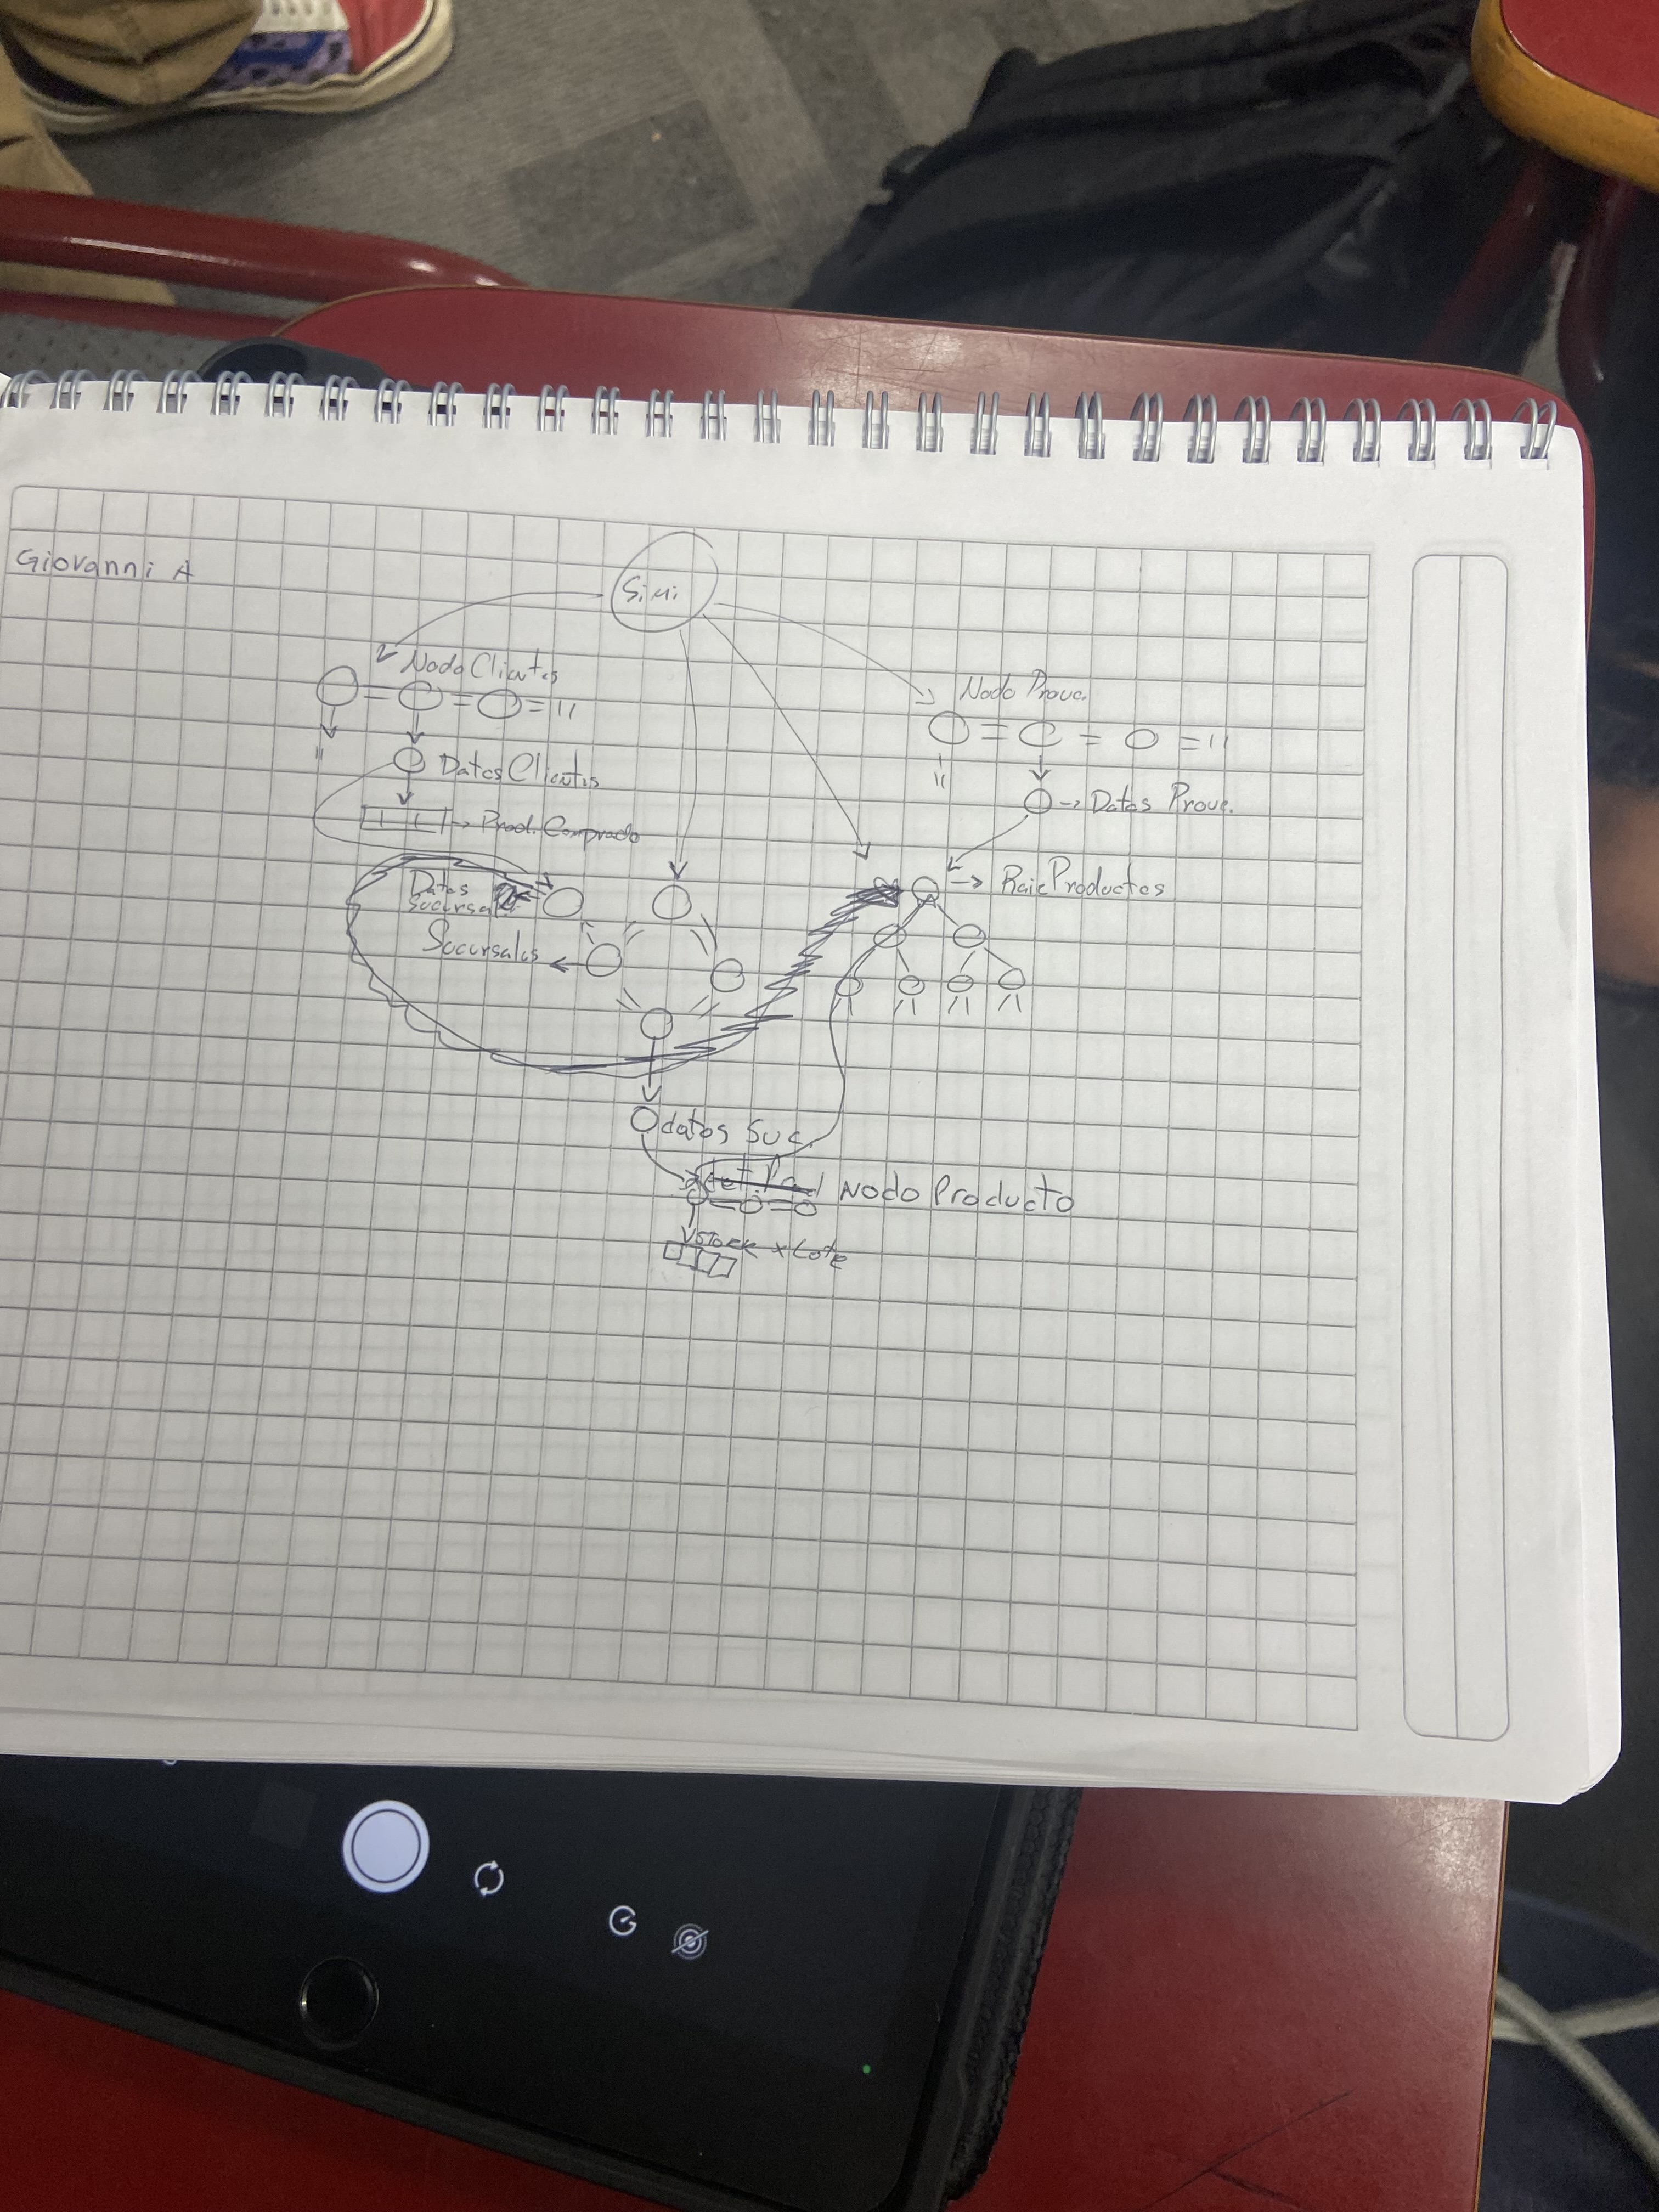 Giovanni A
Simi
Nodo Clientes
Nodo Prove.
Datos Clientes
Datos Prove.
Prod. Comprado
Raiz Productos
Datos
Sucursal
Sucursales
datos Suc.
Nodo Producto
Stock x Lote